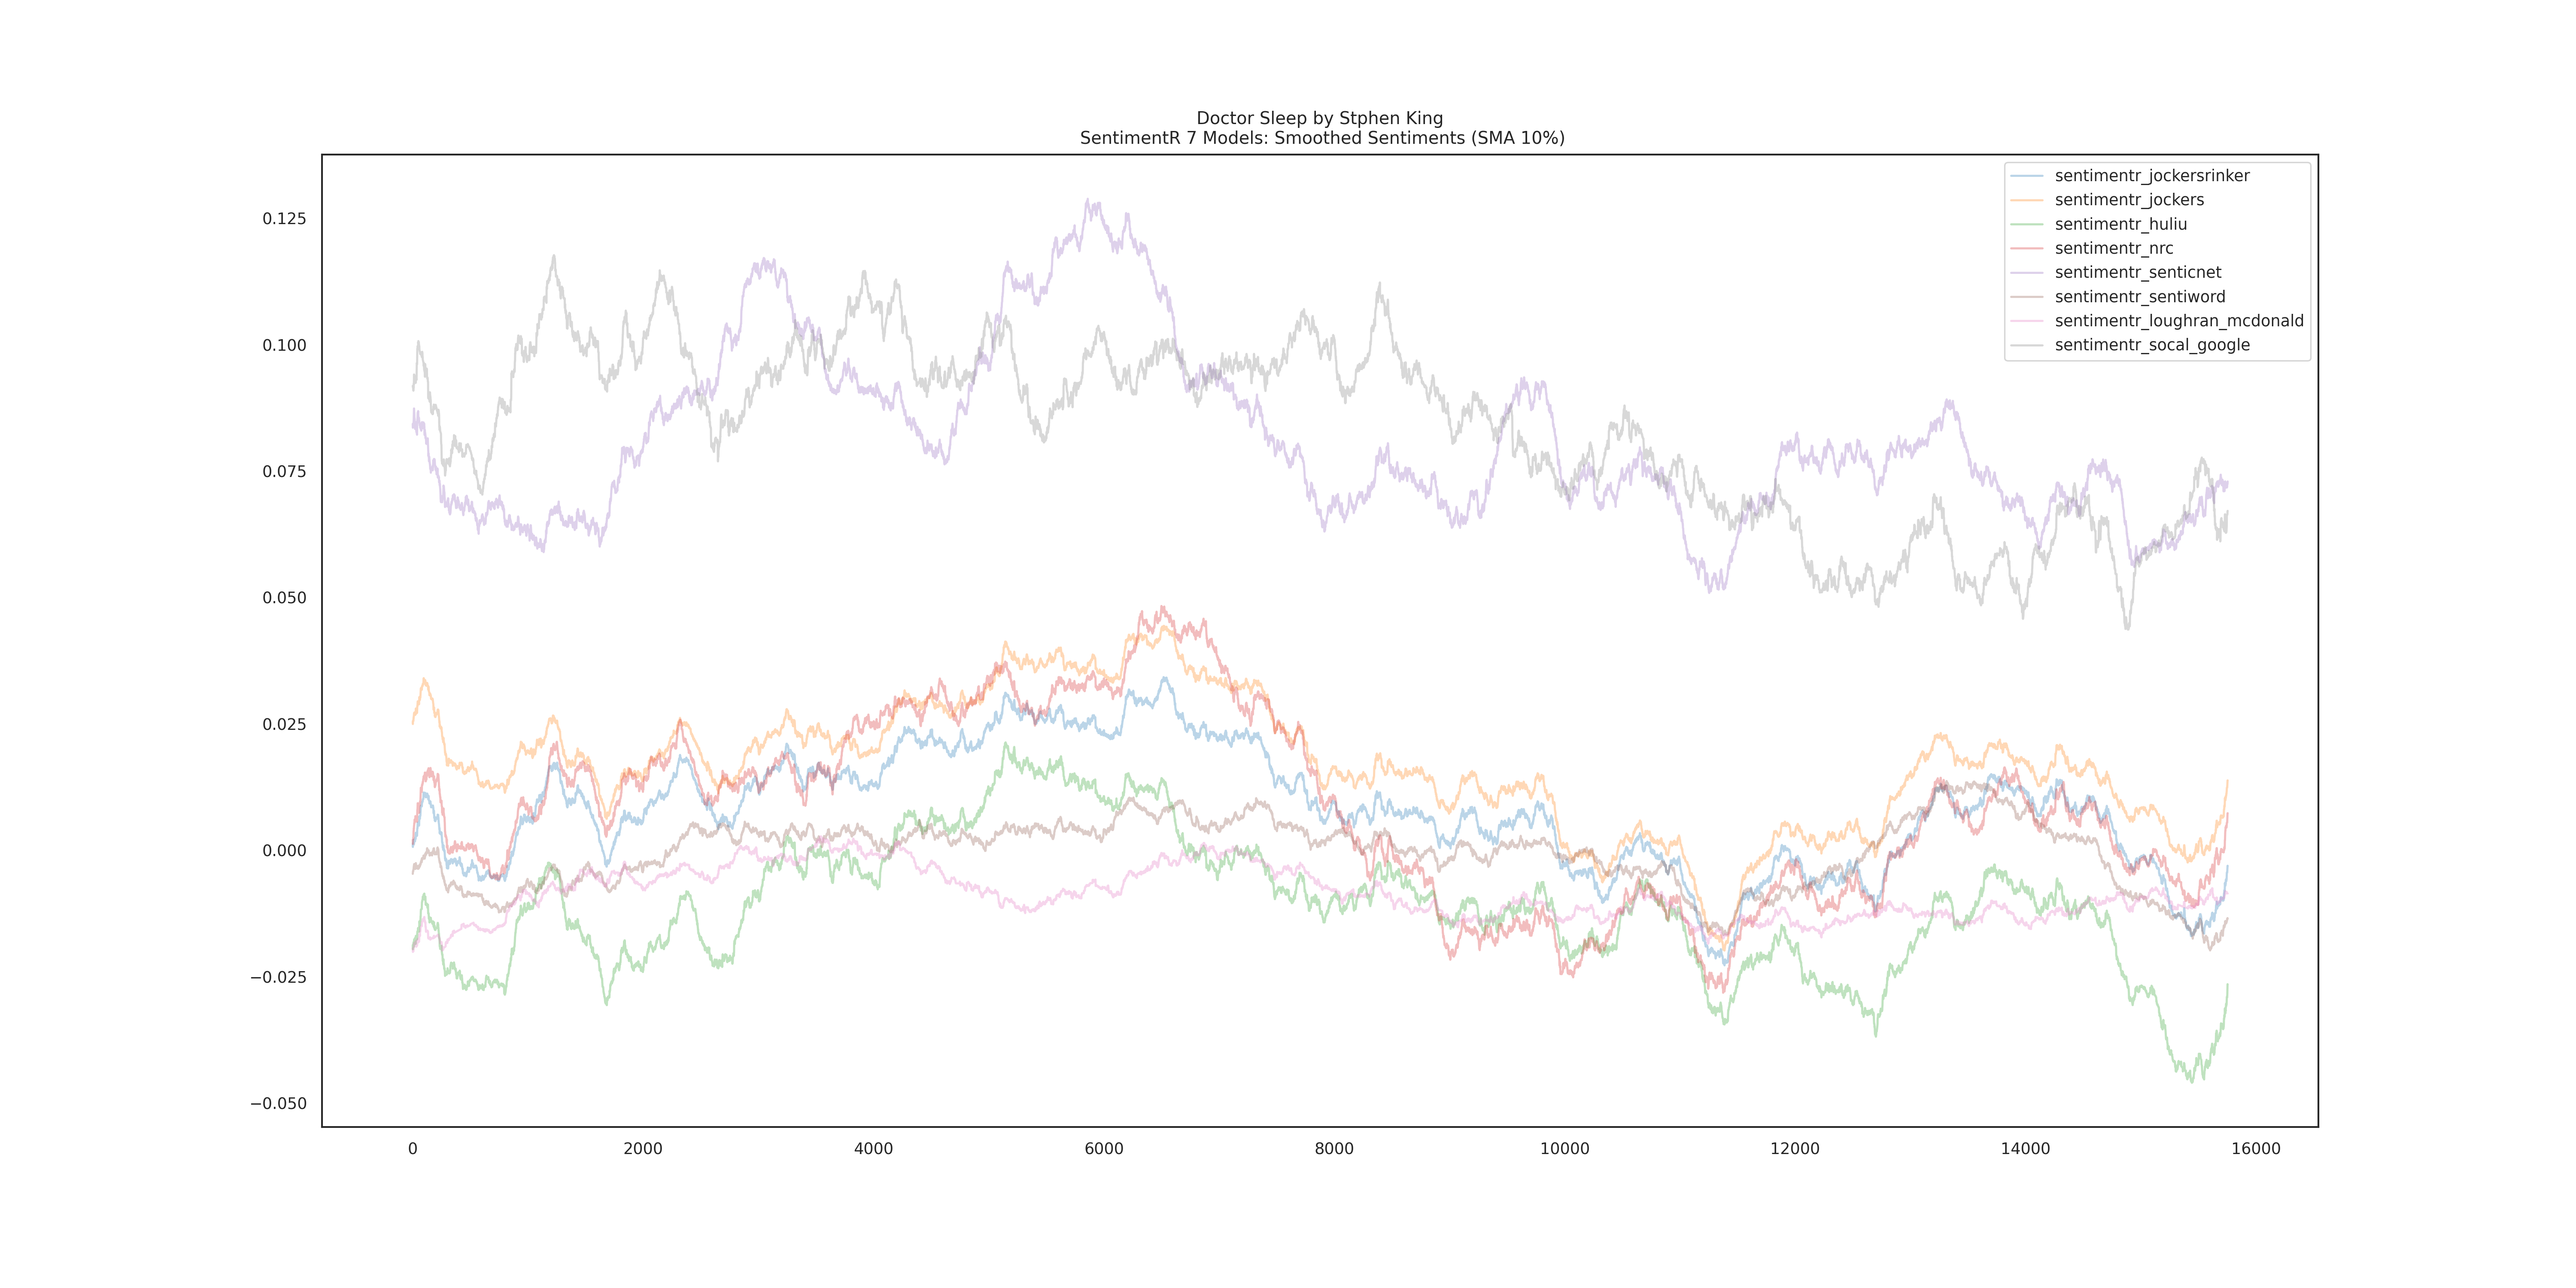 Doctor Sleep by Stphen King
SentimentR 7 Models: Smoothed Sentiments (SMA 10%)
sentimentr_jockersrinker
sentimentr_jockers
sentimentr_huliu
sentimentr_nrc
sentimentr_senticnet
sentimentr_sentiword
sentimentr_loughran_mcdonald
sentimentr_socal_google
0.125
0.100
0.075
0.050
0.025
0.000
−0.025
−0.050
0 2000 4000 6000 8000 10000 12000 14000 16000